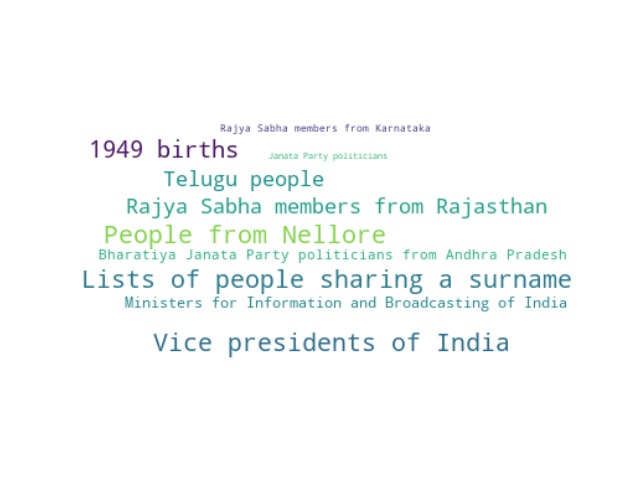 Rajya Sabha members from Karnataka
1949 births
Janata Party politicians
Telugu people
Rajya Sabha members from Rajasthan
People from Nellore
Bharatiya Janata Party politicians from Andhra Pradesh
Lists of people sharing a surname
Ministers for Information and Broadcasting of India
Vice presidents of India